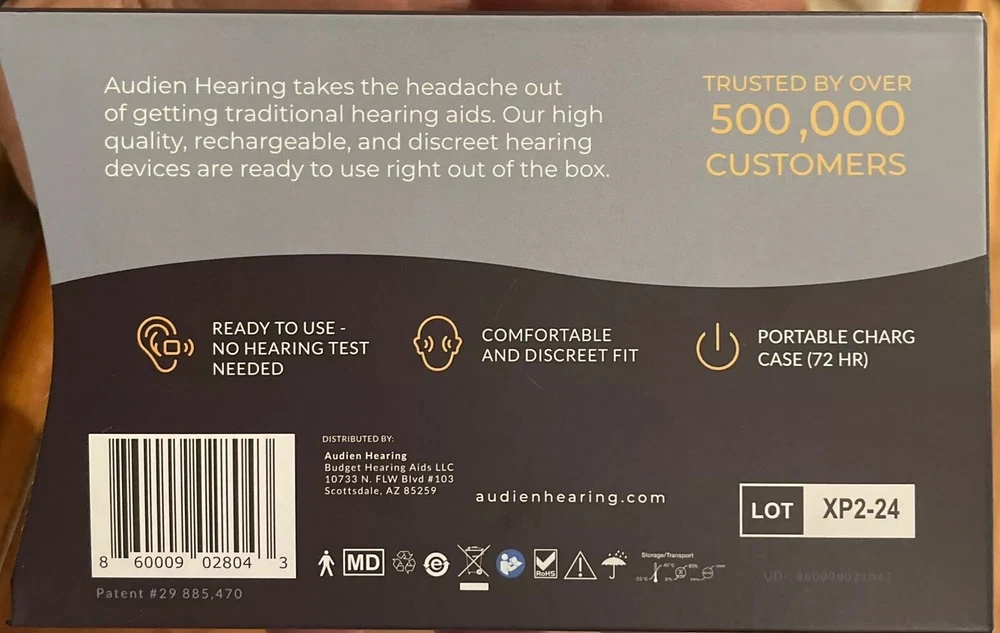 Audien Hearing takes the headache out
of getting traditional hearing aids. Our high
quality, rechargeable, and discreet hearing
devices are ready to use right out of the box.
TRUSTED BY OVER
500,000
CUSTOMERS
READY TO USE -
NO HEARING TEST
NEEDED
COMFORTABLE
AND DISCREET FIT
PORTABLE CHARG
CASE (72 HR)
8 60009 02804 3
Patent #29 885,470
DISTRIBUTED BY:
Audien Hearing
Budget Hearing Aids LLC
10733 N. FLW Blvd #103
Scottsdale, AZ 85259
audienhearing.com
LOT XP2-24
MD
RoHS
Storage/Transport
UDI: